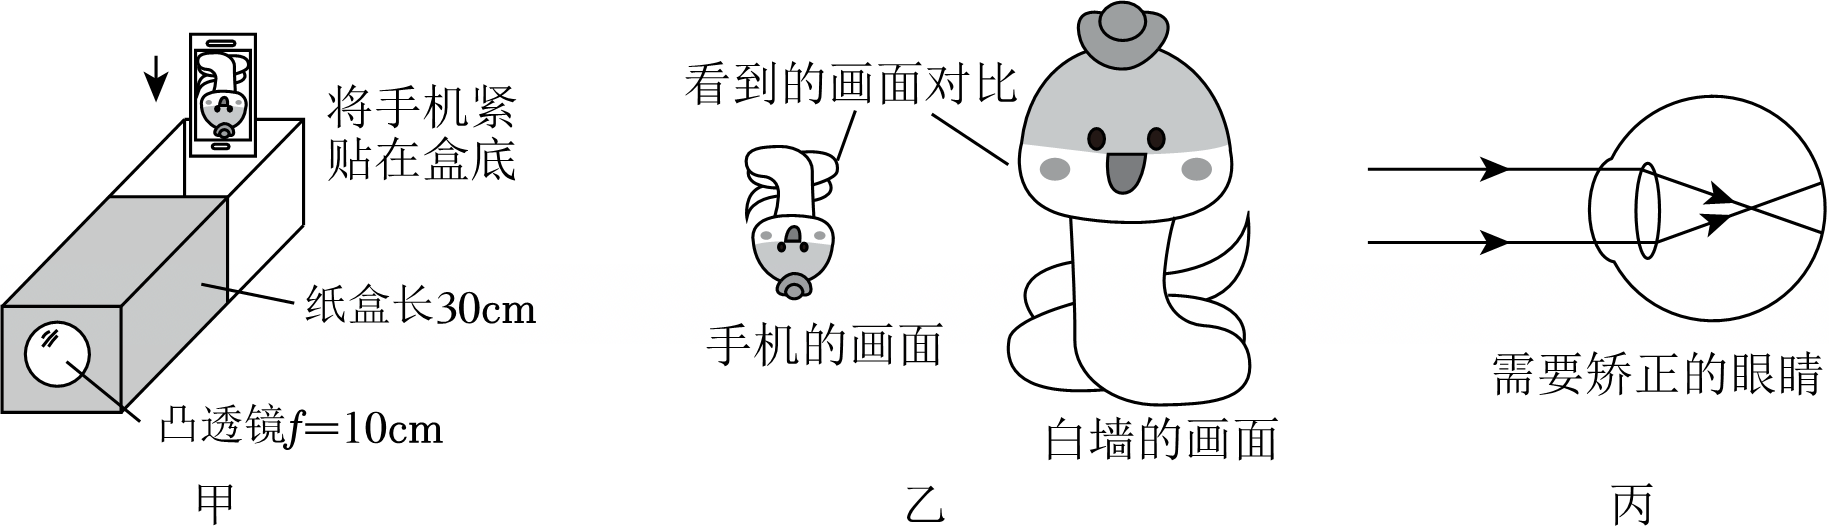 将手机紧
贴在盒底
纸盒长30cm
凸透镜f=10cm
甲
看到的画面对比
手机的画面
白墙的画面
乙
需要矫正的眼睛
丙